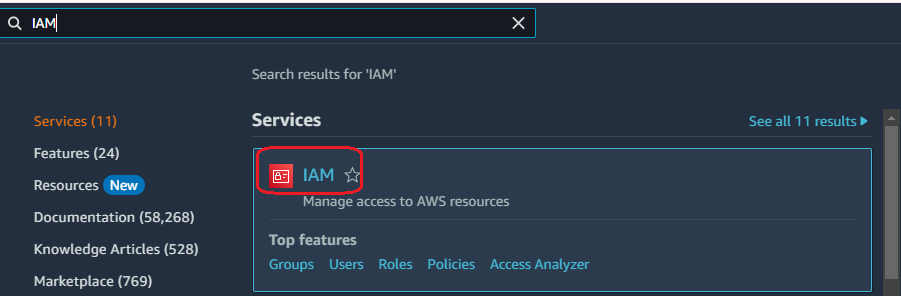 IAM
Search results for 'IAM'
Services (11)
Features (24)
Resources New
Documentation (58,268)
Knowledge Articles (528)
Marketplace (769)
Services
See all 11 results
IAM
Manage access to AWS resources
Top features
Groups Users Roles Policies Access Analyzer